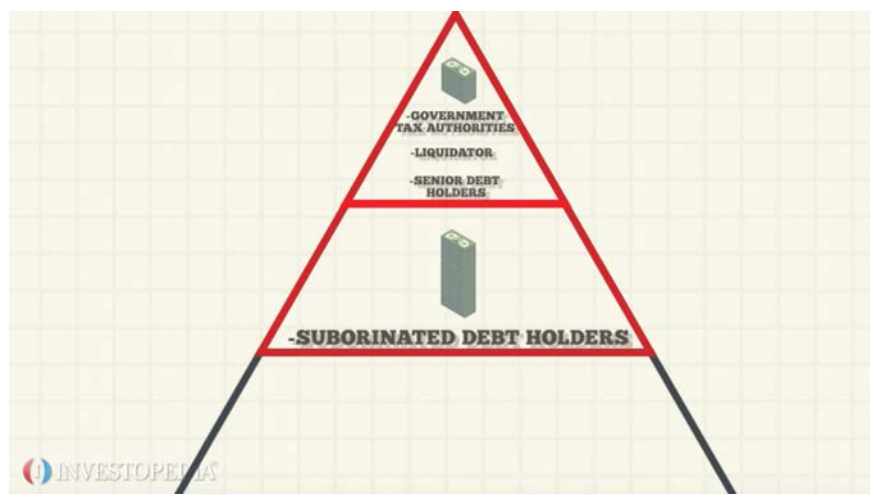 -GOVERNMENT
TAX AUTHORITIES
-LIQUIDATOR
-SENIOR DEBT
HOLDERS
-SUBORINATED DEBT HOLDERS
INVESTOPEDIA